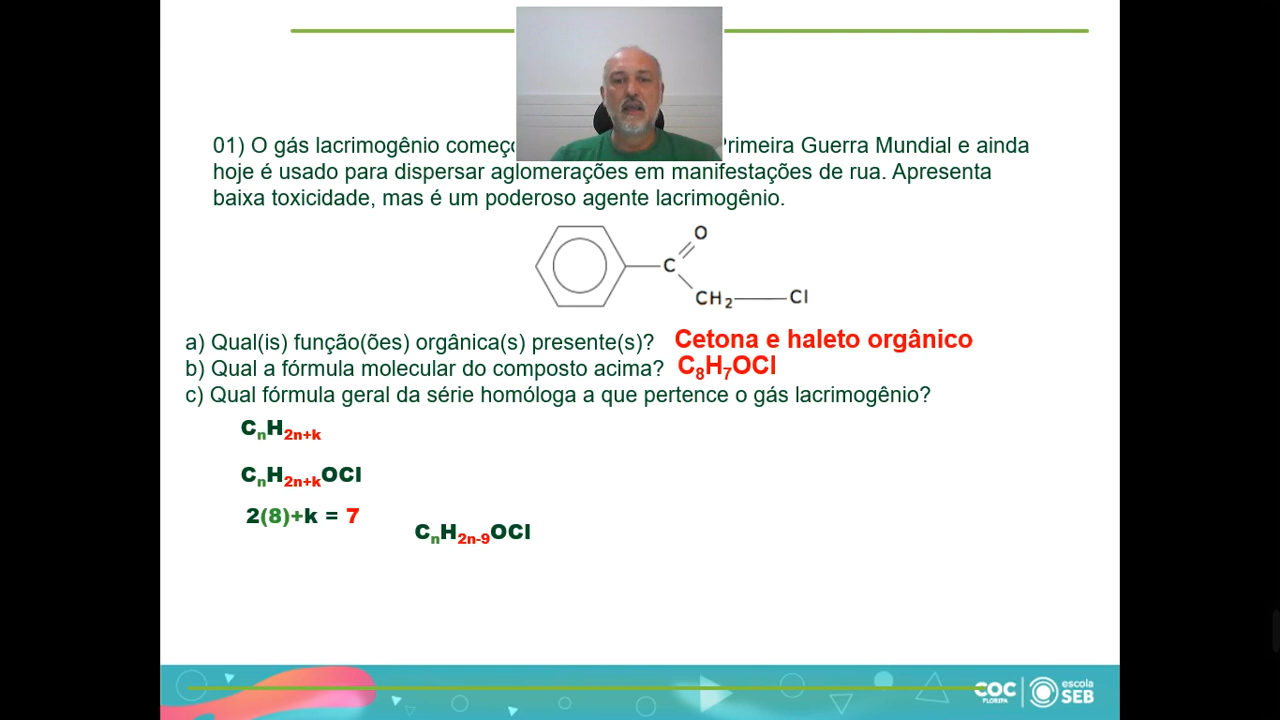 01) O gás lacrimogênio Primeira Guerra Mundial e ainda
hoje é usado para dispersar aglomerações em manifestações de rua. Apresenta
baixa toxicidade, mas é um poderoso agente lacrimogênio.
O
C
CH₂ Cl
a) Qual(is) função(ões) orgânica(s) presente(s)? Cetona e haleto orgânico
b) Qual a fórmula molecular do composto acima? C₈H₇OCl
c) Qual fórmula geral da série homóloga a que pertence o gás lacrimogênio?
CₙH₂ₙ₊ₖ
CₙH₂ₙ₊ₖOCl
2(8)+k = 7
CₙH₂ₙ₋₉OCl
COC FLORIPA escola SEB